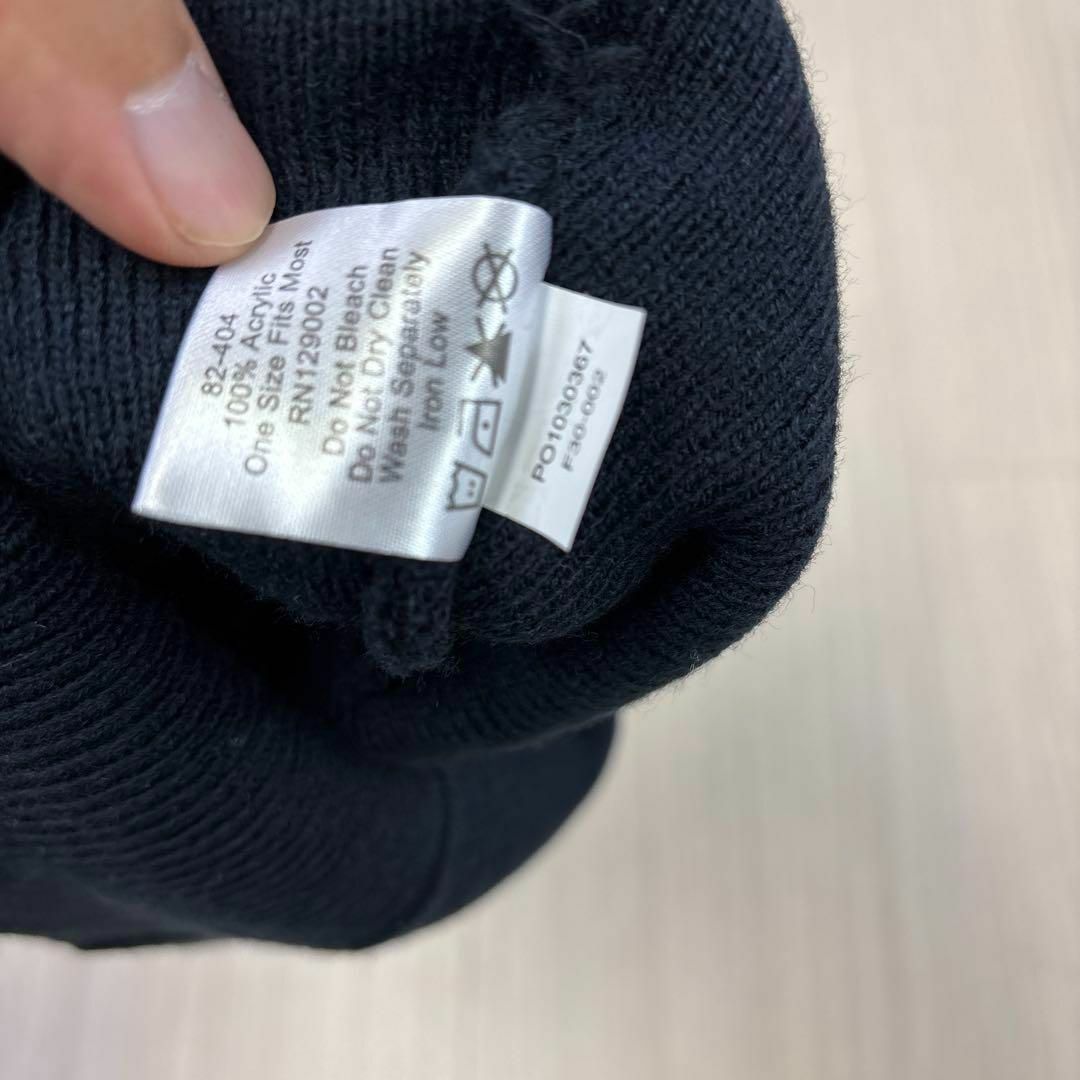 82-404
100% Acrylic
One Size Fits Most
RN129002
Do Not Bleach
Do Not Dry Clean
Wash Separately
Iron Low
PO1030367
F30-002